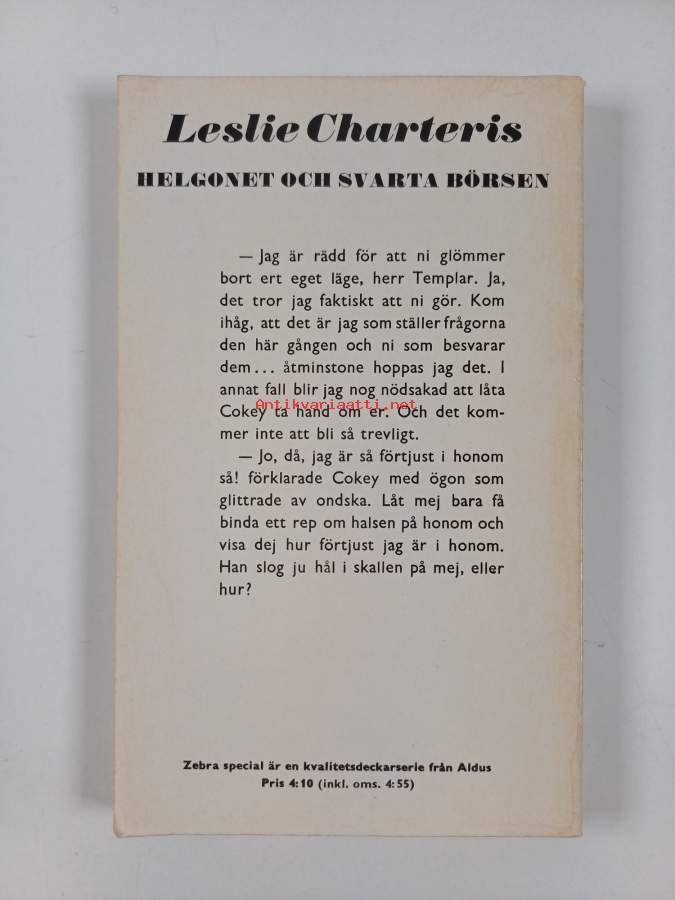 Leslie Charteris
HELGONET OCH SVARTA BÖRSEN
— Jag är rädd för att ni glömmer
bort ert eget läge, herr Templar. Ja,
det tror jag faktiskt att ni gör. Kom
ihåg, att det är jag som ställer frågorna
den här gången och ni som besvarar
dem... åtminstone hoppas jag det. I
annat fall blir jag nog nödsakad att låta
Antikvariaatti.net
Cokey ta hand om er. Och det kom-
mer inte att bli så trevligt.
— Jo, då, jag är så förtjust i honom
så! förklarade Cokey med ögon som
glittrade av ondska. Låt mej bara få
binda ett rep om halsen på honom och
visa dej hur förtjust jag är i honom.
Han slog ju hål i skallen på mej, eller
hur?
Zebra special är en kvalitetsdeckarserie från Aldus
Pris 4:10 (inkl. oms. 4:55)